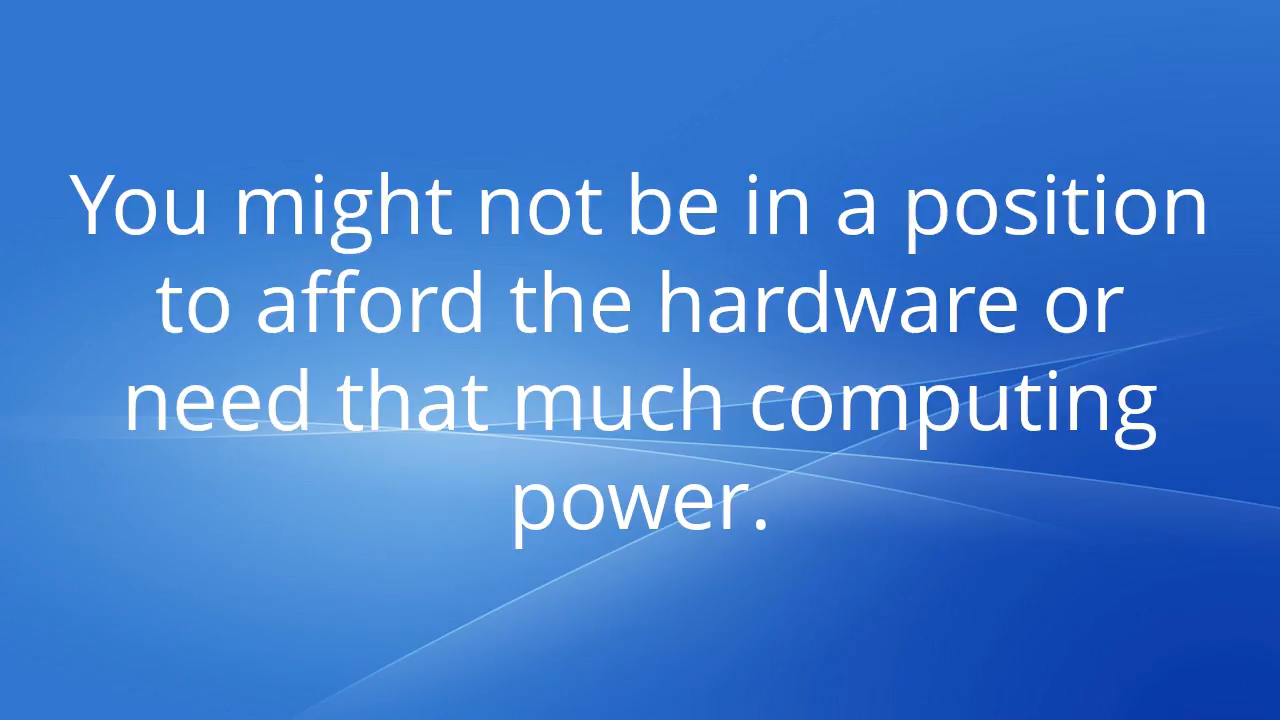 You might not be in a position
to afford the hardware or
need that much computing
power.